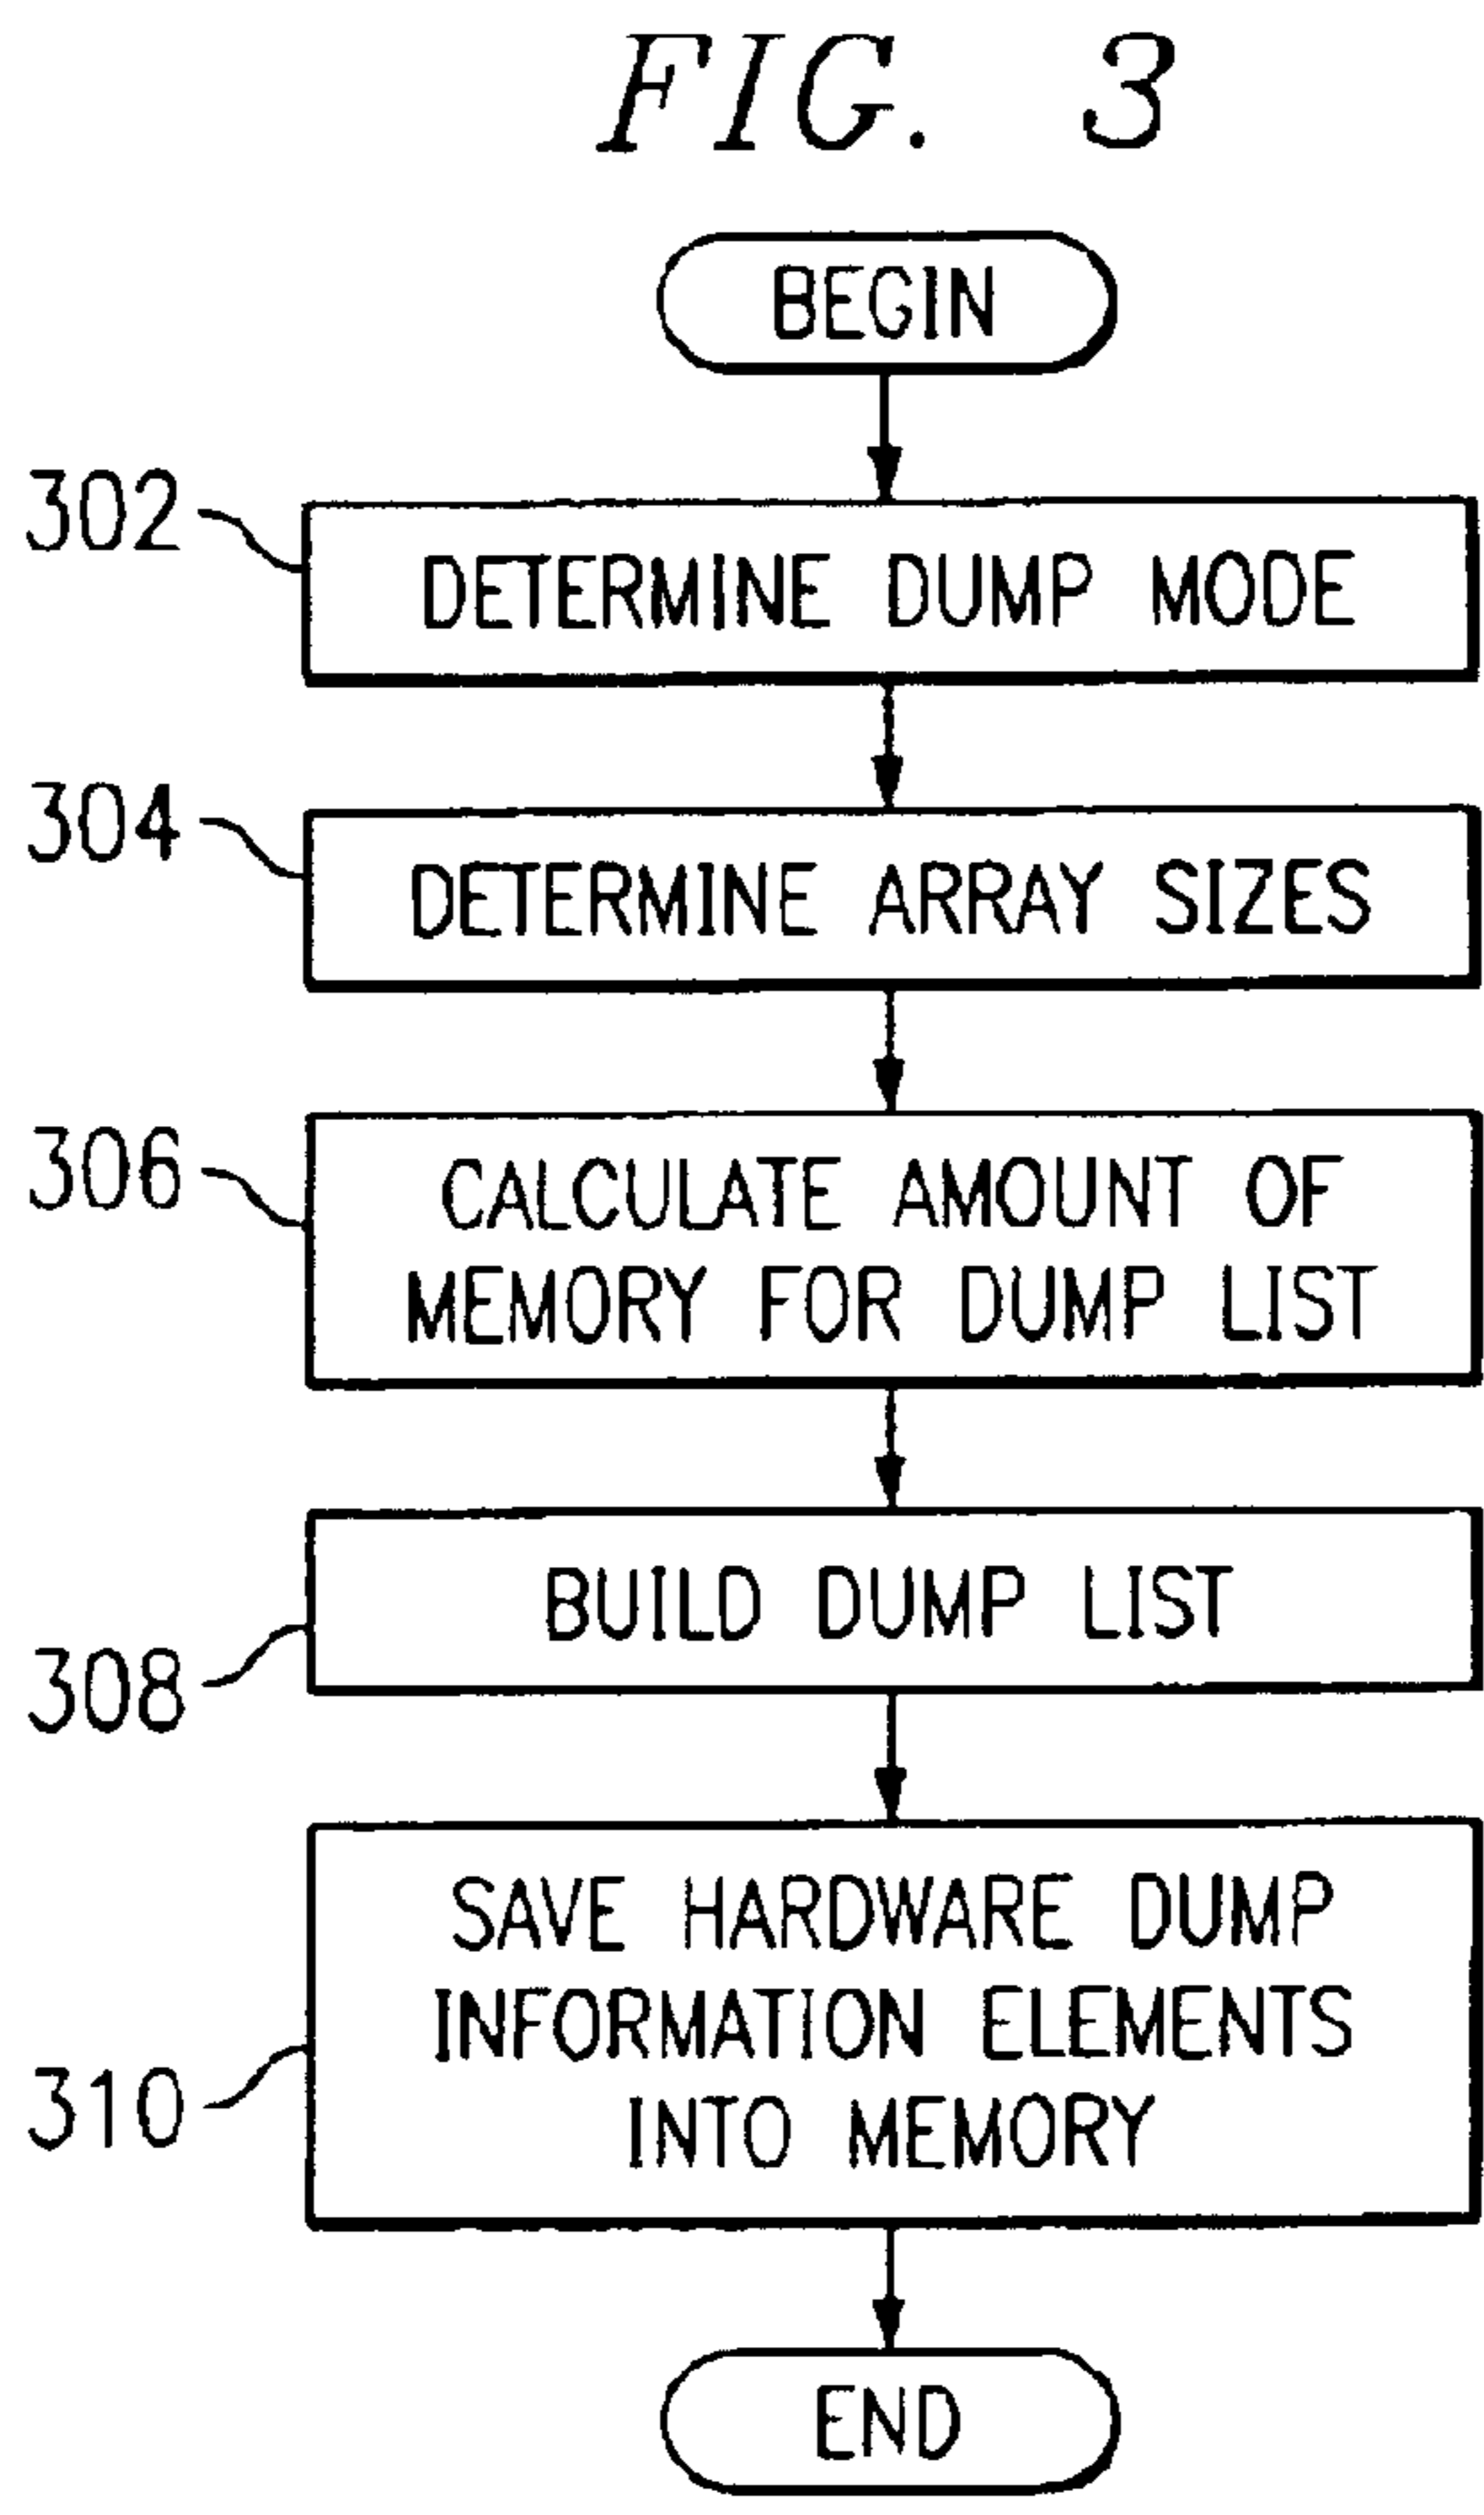 FIG. 3
BEGIN
302
DETERMINE DUMP MODE
304
DETERMINE ARRAY SIZES
306
CALCULATE AMOUNT OF
MEMORY FOR DUMP LIST
308
BUILD DUMP LIST
310
SAVE HARDWARE DUMP
INFORMATION ELEMENTS
INTO MEMORY
END